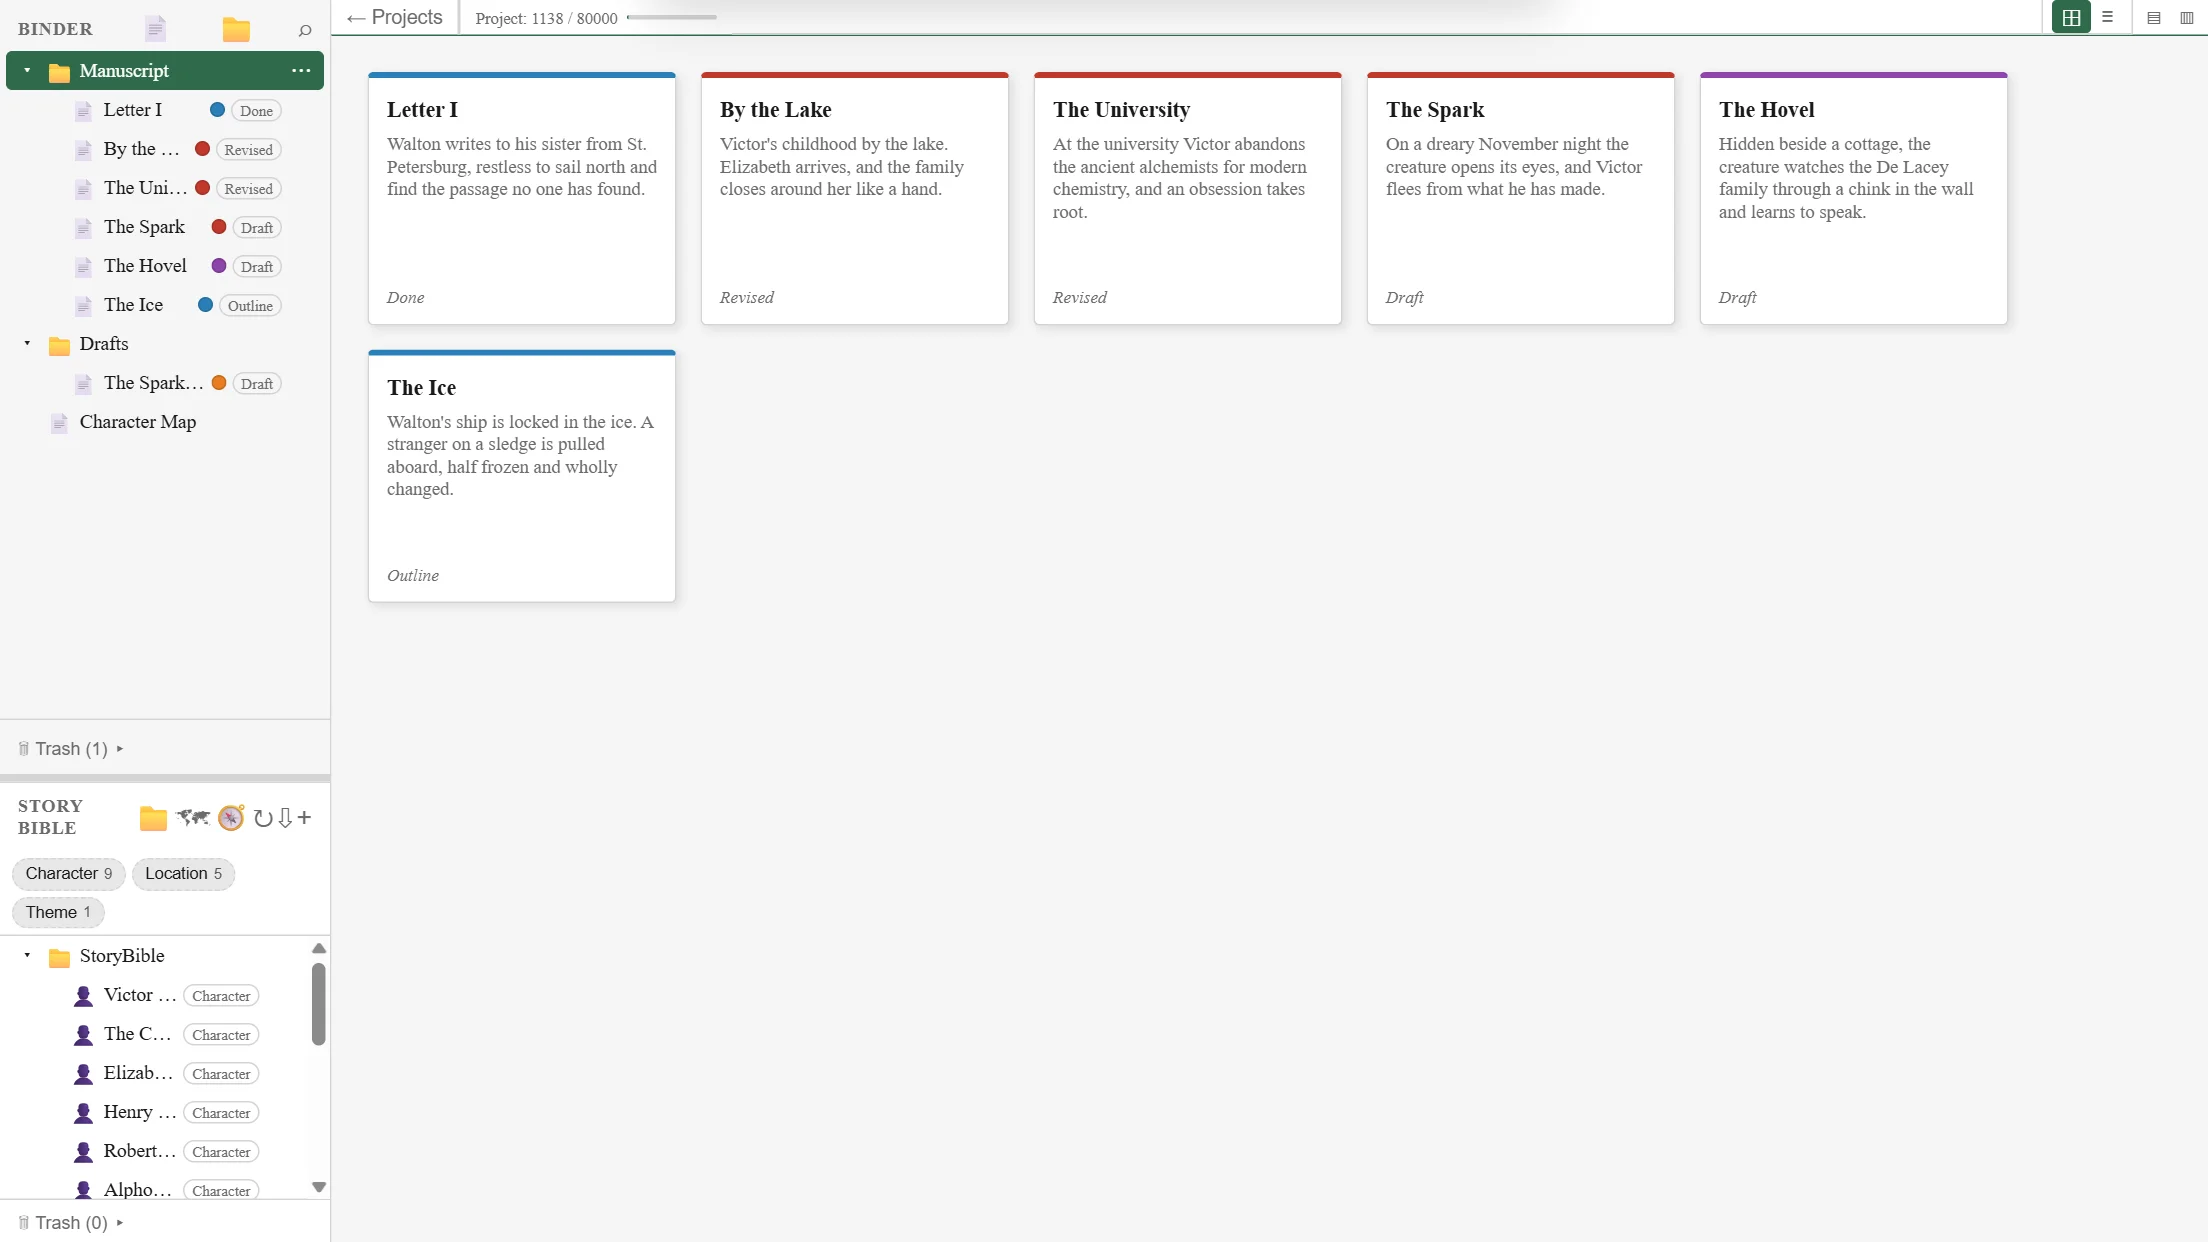 BINDER
Manuscript
Letter I Done
By the … Revised
The Uni… Revised
The Spark Draft
The Hovel Draft
The Ice Outline
Drafts
The Spark… Draft
Character Map
Trash (1)
STORY
BIBLE
Character 9 Location 5
Theme 1
StoryBible
Victor … Character
The C… Character
Elizab… Character
Henry … Character
Robert… Character
Alpho… Character
Trash (0)
← Projects Project: 1138 / 80000
Letter I
Walton writes to his sister from St.
Petersburg, restless to sail north and
find the passage no one has found.
Done
By the Lake
Victor's childhood by the lake.
Elizabeth arrives, and the family
closes around her like a hand.
Revised
The University
At the university Victor abandons
the ancient alchemists for modern
chemistry, and an obsession takes
root.
Revised
The Spark
On a dreary November night the
creature opens its eyes, and Victor
flees from what he has made.
Draft
The Hovel
Hidden beside a cottage, the
creature watches the De Lacey
family through a chink in the wall
and learns to speak.
Draft
The Ice
Walton's ship is locked in the ice. A
stranger on a sledge is pulled
aboard, half frozen and wholly
changed.
Outline